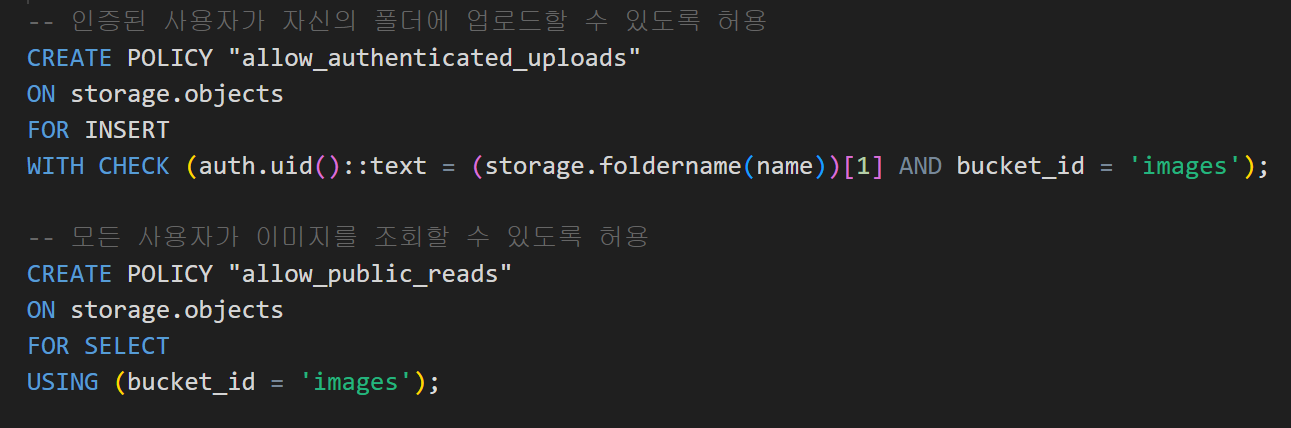 -- 인증된 사용자가 자신의 폴더에 업로드할 수 있도록 허용
CREATE POLICY "allow_authenticated_uploads"
ON storage.objects
FOR INSERT
WITH CHECK (auth.uid()::text = (storage.foldername(name))[1] AND bucket_id = 'images');
-- 모든 사용자가 이미지를 조회할 수 있도록 허용
CREATE POLICY "allow_public_reads"
ON storage.objects
FOR SELECT
USING (bucket_id = 'images');